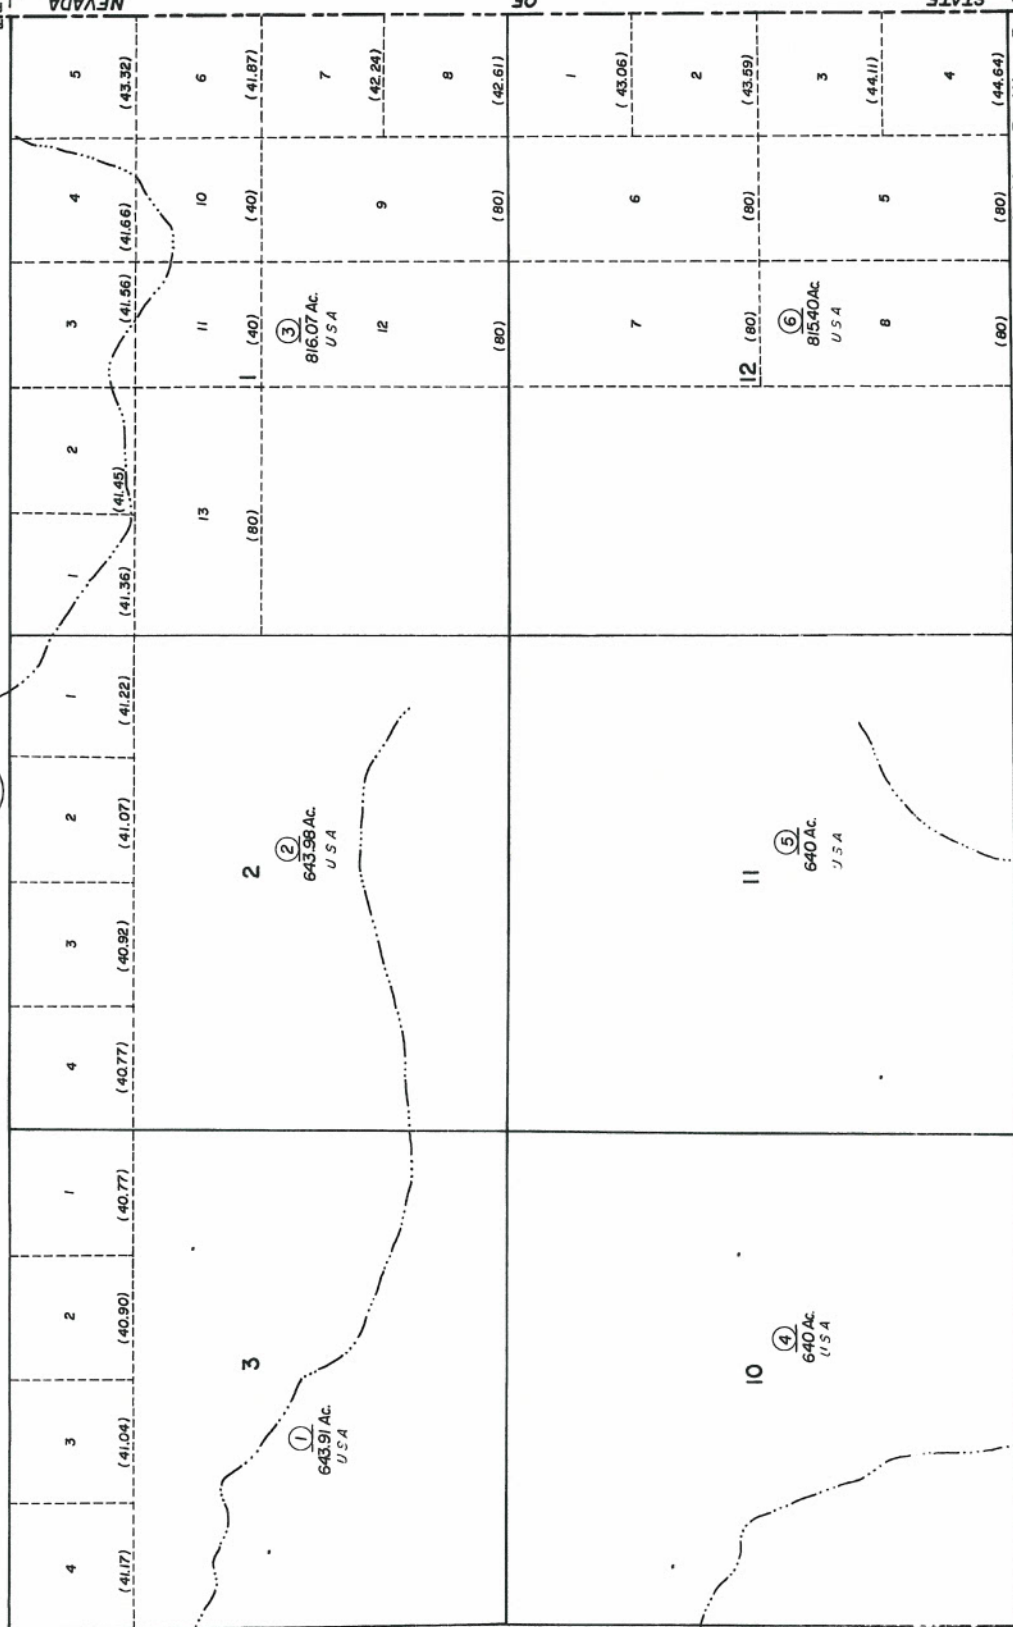 4 3 2 1 4 3 2 1 1 2 3 4 5
(41.17) (41.04) (40.90) (40.77) (40.77) (40.92) (41.07) (41.22) (41.36) (41.45) (41.56) (41.66) (43.32)
NEVADA
13 11 10 6
3 2 1
(80) (40) (40) (41.87)
1
643.91 Ac.
USA
2
643.98 Ac.
USA
3
816.07 Ac.
USA
7
(42.24)
12 9
8
(80) (80) (42.61)
OF
1
(43.06)
7 6
2
10 11 12
(80) (80) (43.59)
4
640 Ac.
USA
5
640 Ac.
USA
6
815.40 Ac.
USA
3
(44.11)
8 5
4
(80) (80) (44.64)
STATE